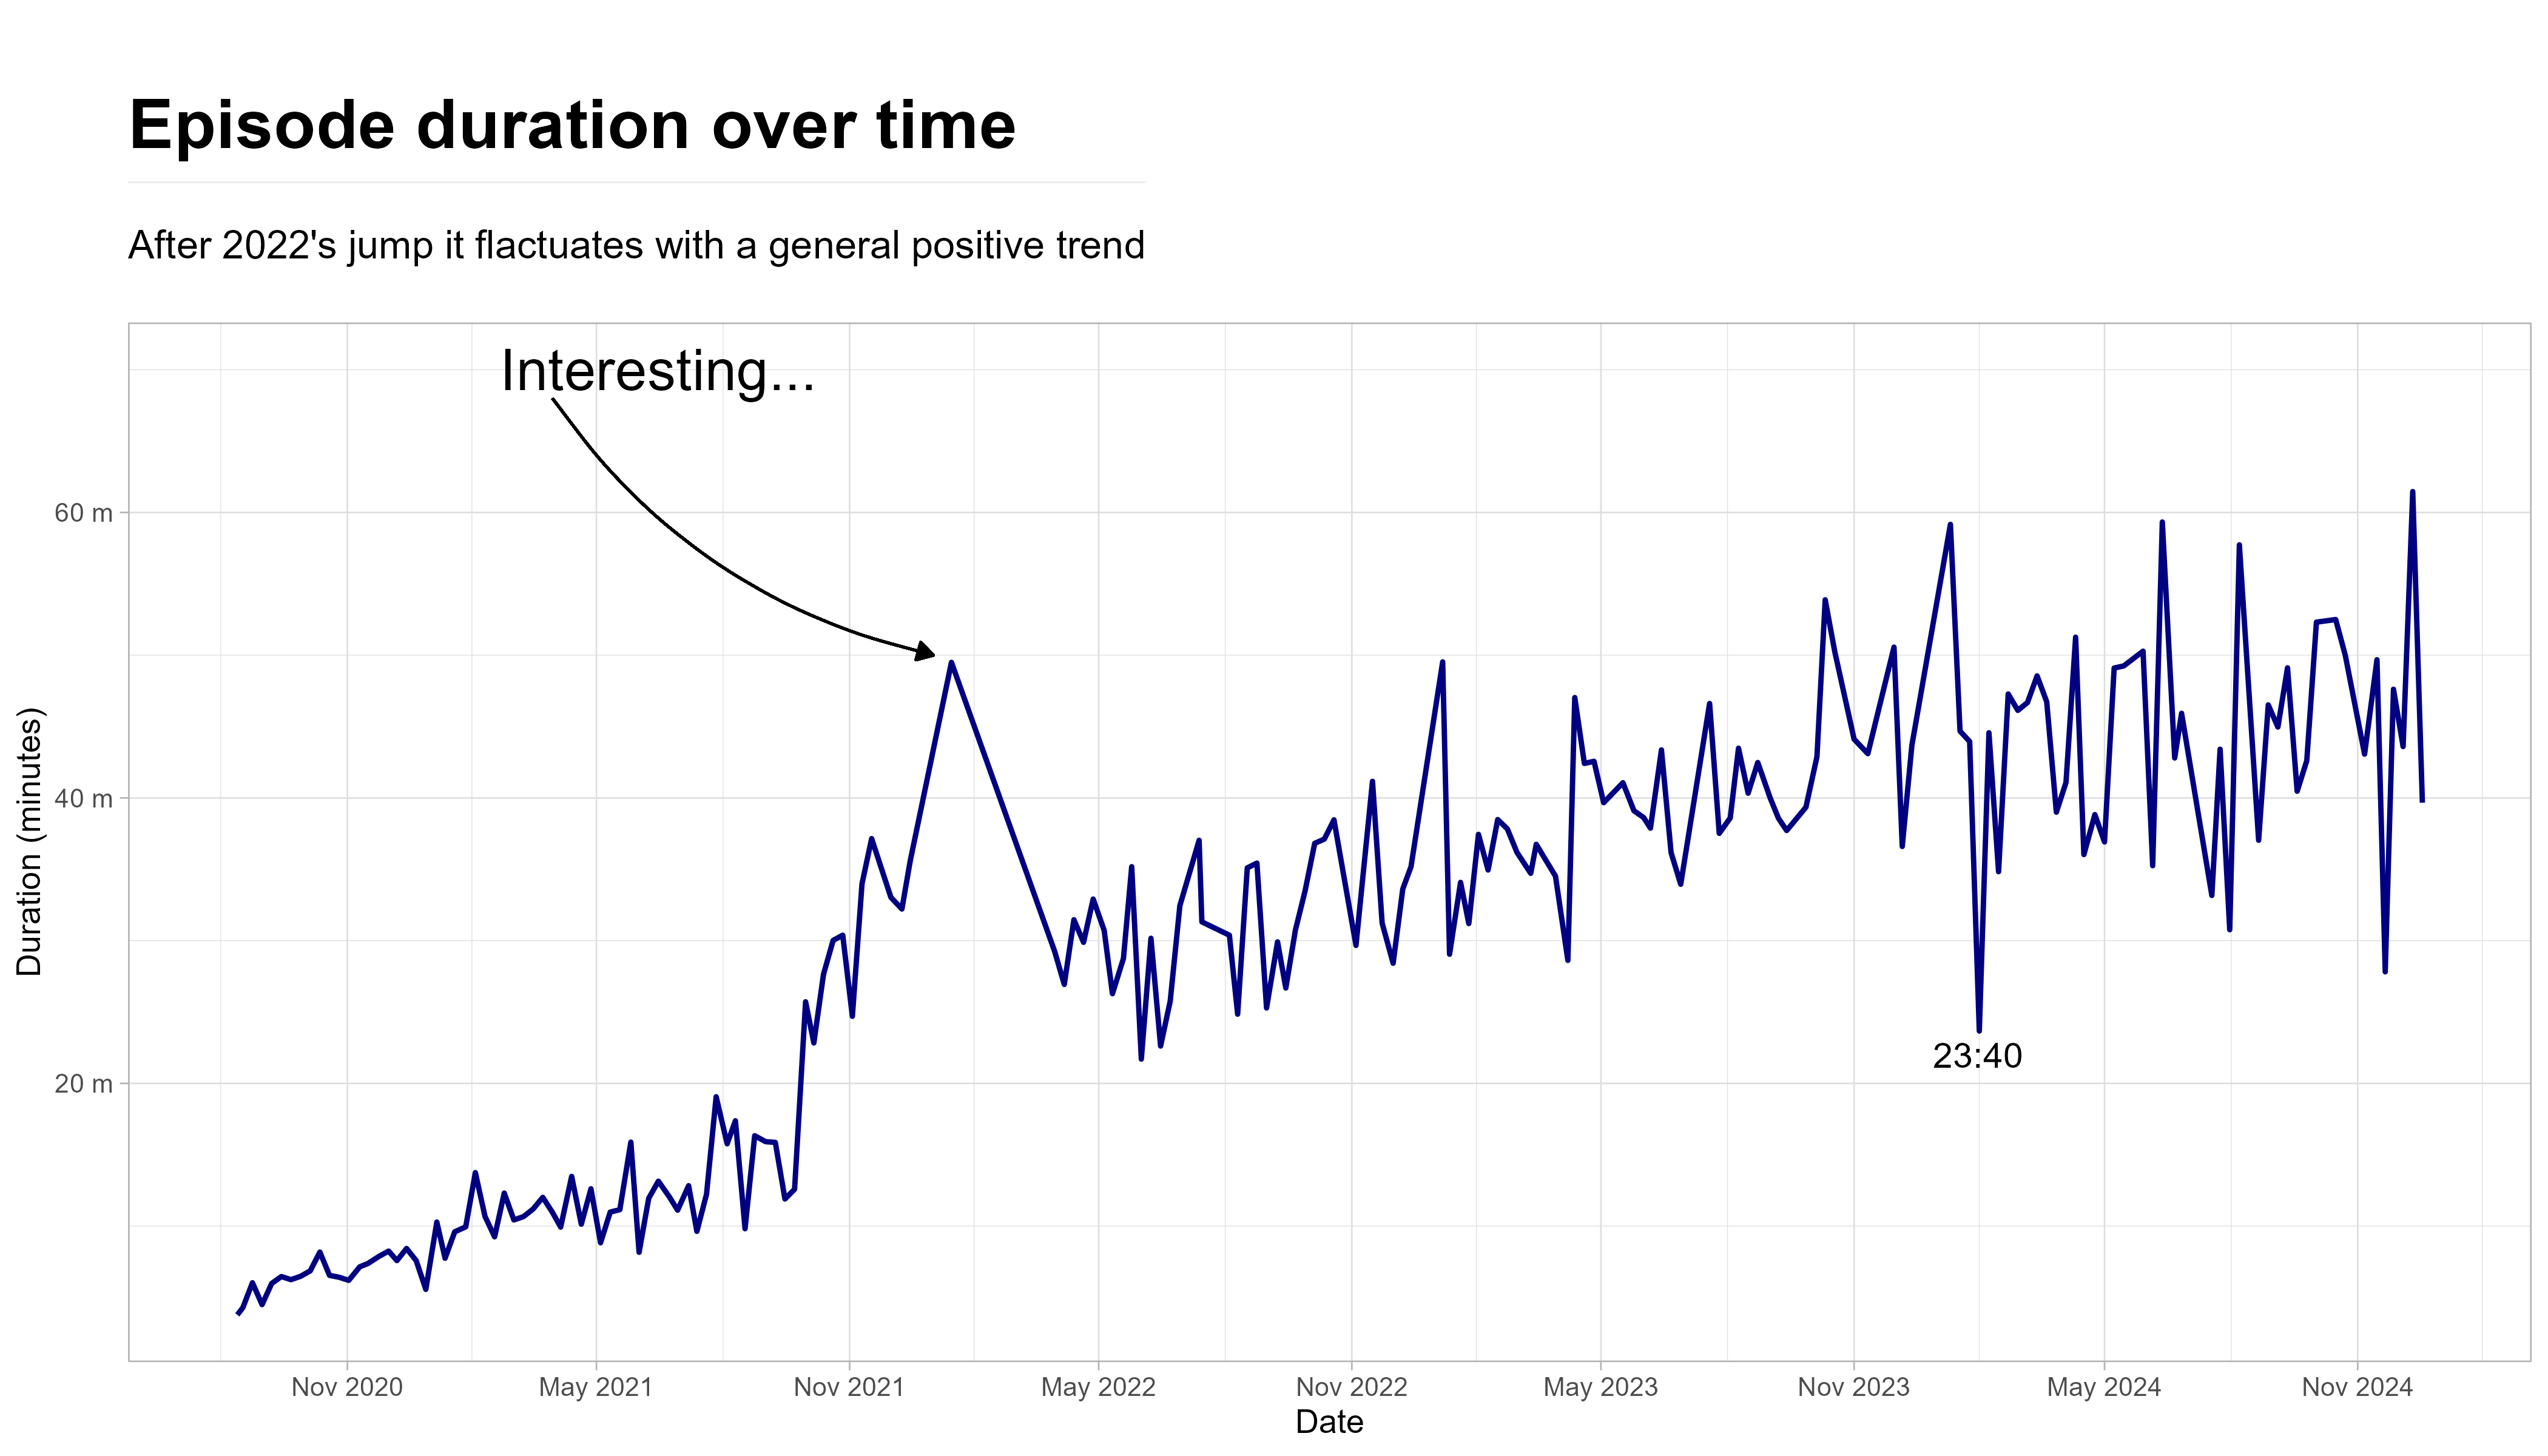 Episode duration over time
After 2022's jump it flactuates with a general positive trend
Interesting...
60 m
40 m
20 m
Duration (minutes)
23:40
Nov 2020
May 2021
Nov 2021
May 2022
Nov 2022
May 2023
Nov 2023
May 2024
Nov 2024
Date